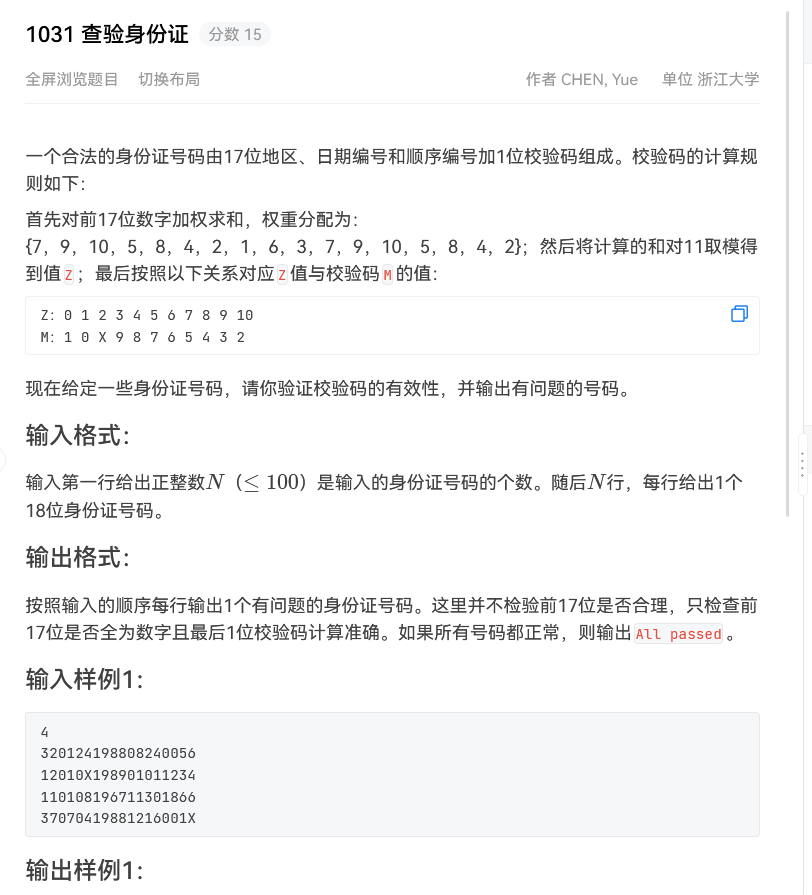 1031 查验身份证 分数 15
全屏浏览题目 切换布局 作者 CHEN, Yue 单位 浙江大学
一个合法的身份证号码由17位地区、日期编号和顺序编号加1位校验码组成。校验码的计算规
则如下：
首先对前17位数字加权求和，权重分配为：
{7，9，10，5，8，4，2，1，6，3，7，9，10，5，8，4，2}；然后将计算的和对11取模得
到值Z；最后按照以下关系对应Z值与校验码M的值：
Z：0 1 2 3 4 5 6 7 8 9 10
M：1 0 X 9 8 7 6 5 4 3 2
现在给定一些身份证号码，请你验证校验码的有效性，并输出有问题的号码。
输入格式：
输入第一行给出正整数N（≤ 100）是输入的身份证号码的个数。随后N行，每行给出1个
18位身份证号码。
输出格式：
按照输入的顺序每行输出1个有问题的身份证号码。这里并不检验前17位是否合理，只检查前
17位是否全为数字且最后1位校验码计算准确。如果所有号码都正常，则输出All passed。
输入样例1：
4
320124198808240056
12010X198901011234
110108196711301866
37070419881216001X
输出样例1：